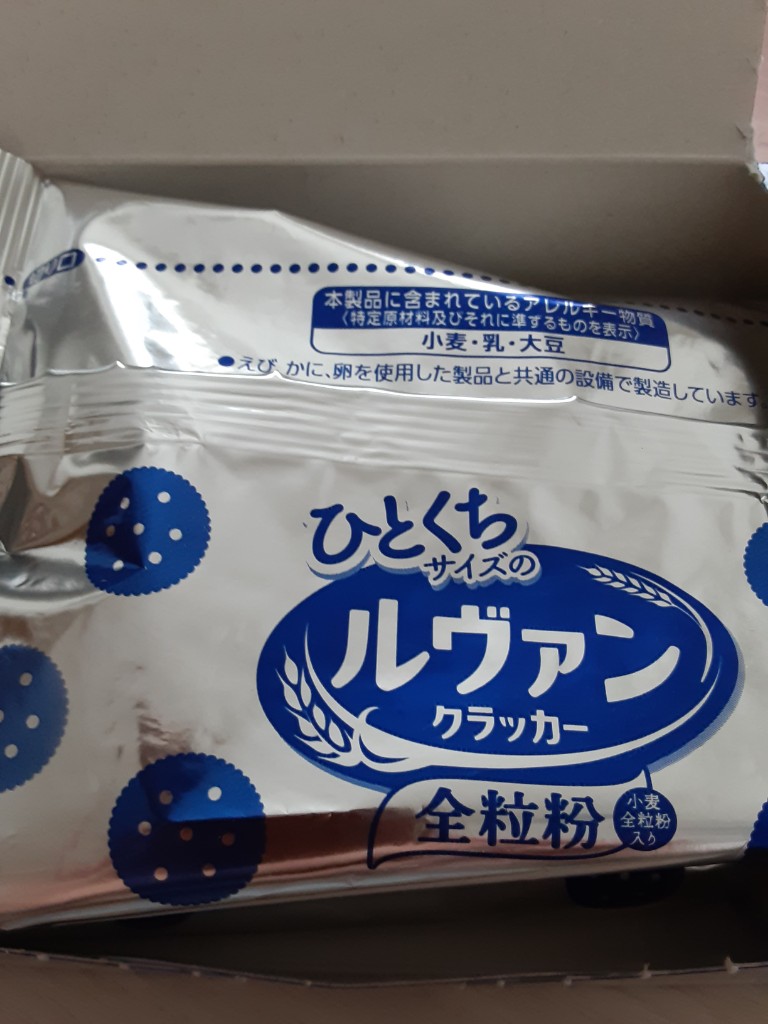 本製品に含まれているアレルギー物質
〈特定原材料及びそれに準ずるものを表示〉
小麦・乳・大豆
●えび、かに、卵を使用した製品と共通の設備で製造しています。
ひとくち
サイズの
ルヴァン
クラッカー
全粒粉
小麦
全粒粉
入り